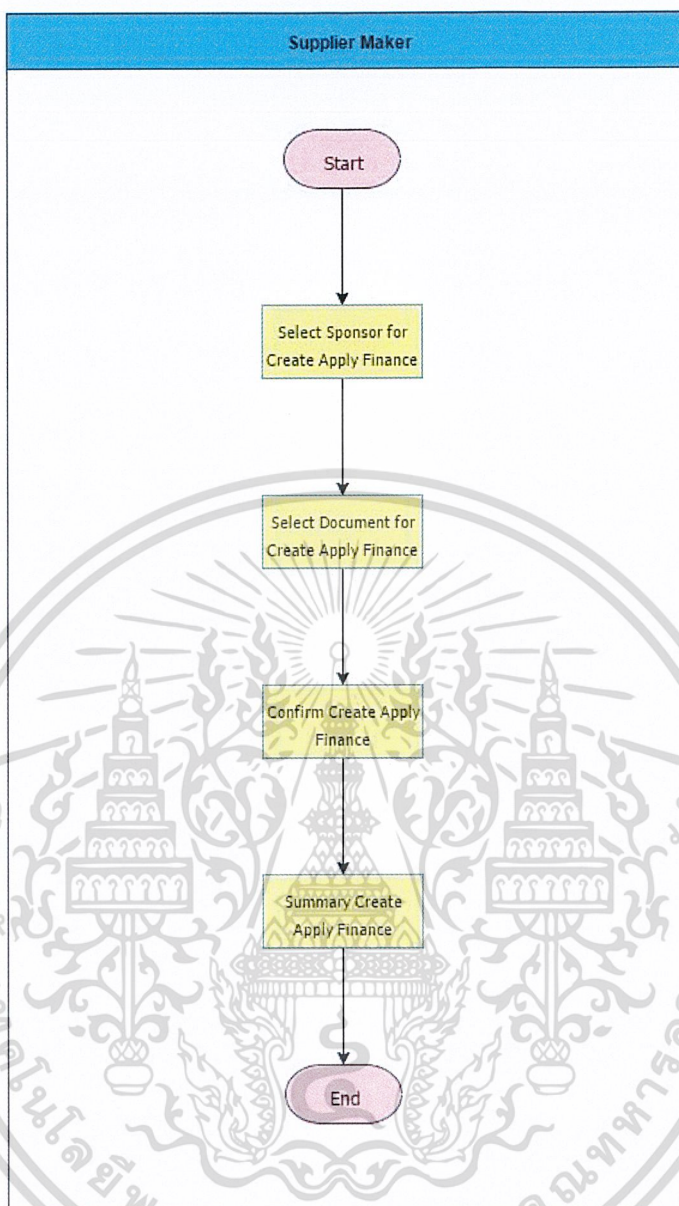 Supplier Maker
Start
Select Sponsor for
Create Apply Finance
Select Document for
Create Apply Finance
Confirm Create Apply
Finance
Summary Create
Apply Finance
End